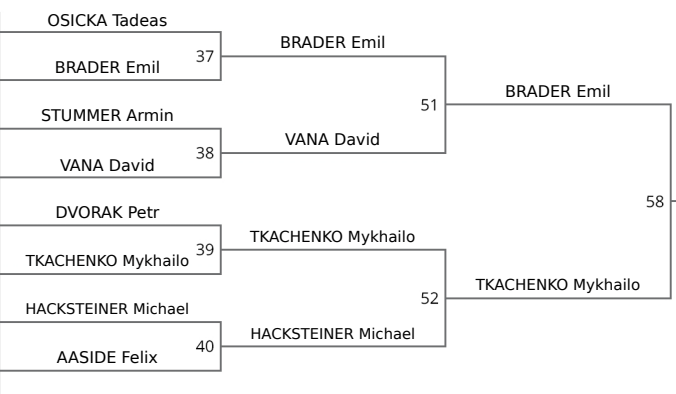 OSICKA Tadeas
37
BRADER Emil
STUMMER Armin
38
VANA David
DVORAK Petr
39
TKACHENKO Mykhailo
HACKSTEINER Michael
40
AASIDE Felix
BRADER Emil
51
VANA David
TKACHENKO Mykhailo
52
HACKSTEINER Michael
BRADER Emil
58
TKACHENKO Mykhailo